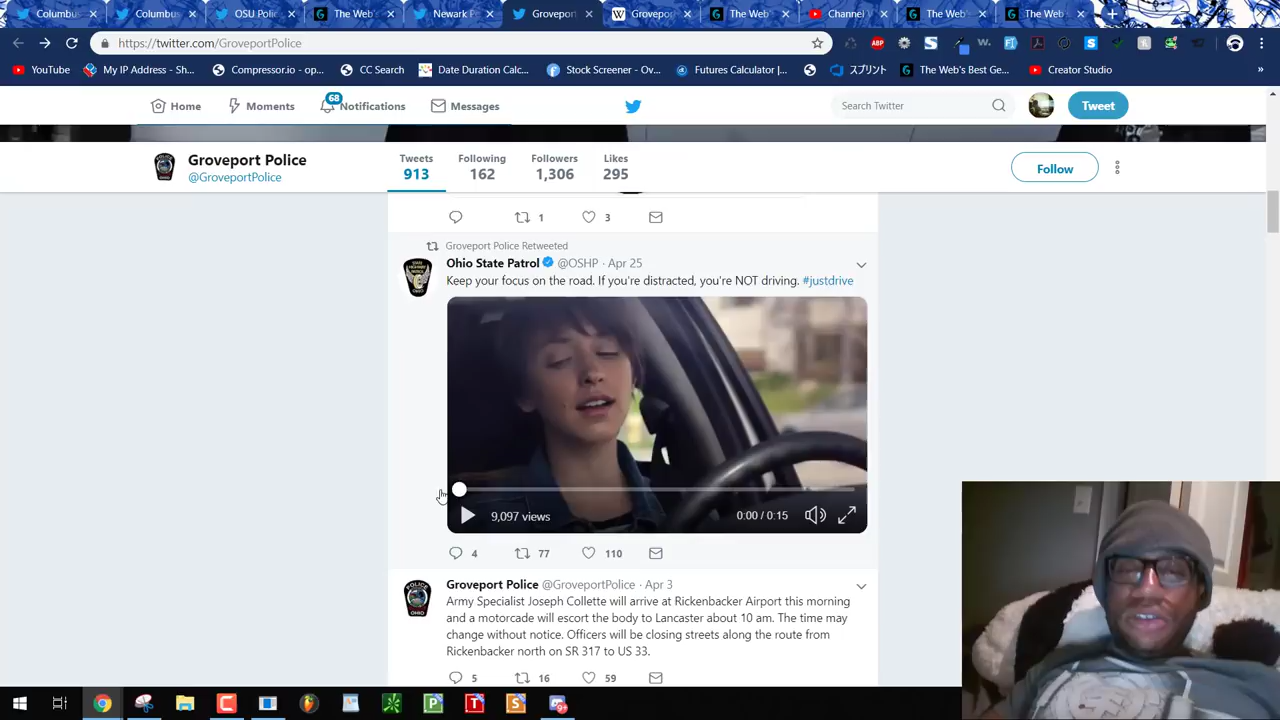 Columbus
Columbus
OSU Polic
The Web's
Newark P
Groveport
Groveport
The Web'
Channel
The Web'
The Web'
https://twitter.com/GroveportPolice
YouTube
My IP Address - Sh...
Compressor.io - op...
CC Search
Date Duration Calc...
Stock Screener - Ov...
Futures Calculator |...
スプリント
The Web's Best Ge...
Creator Studio
»
Home
Moments
68
Notifications
Messages
Search Twitter
Tweet
Groveport Police
@GroveportPolice
Tweets
913
Following
162
Followers
1,306
Likes
295
Follow
1
3
Groveport Police Retweeted
Ohio State Patrol @OSHP · Apr 25
Keep your focus on the road. If you're distracted, you're NOT driving. #justdrive
9,097 views
0:00 / 0:15
4
77
110
Groveport Police @GroveportPolice · Apr 3
Army Specialist Joseph Collette will arrive at Rickenbacker Airport this morning
and a motorcade will escort the body to Lancaster about 10 am. The time may
change without notice. Officers will be closing streets along the route from
Rickenbacker north on SR 317 to US 33.
5
16
59